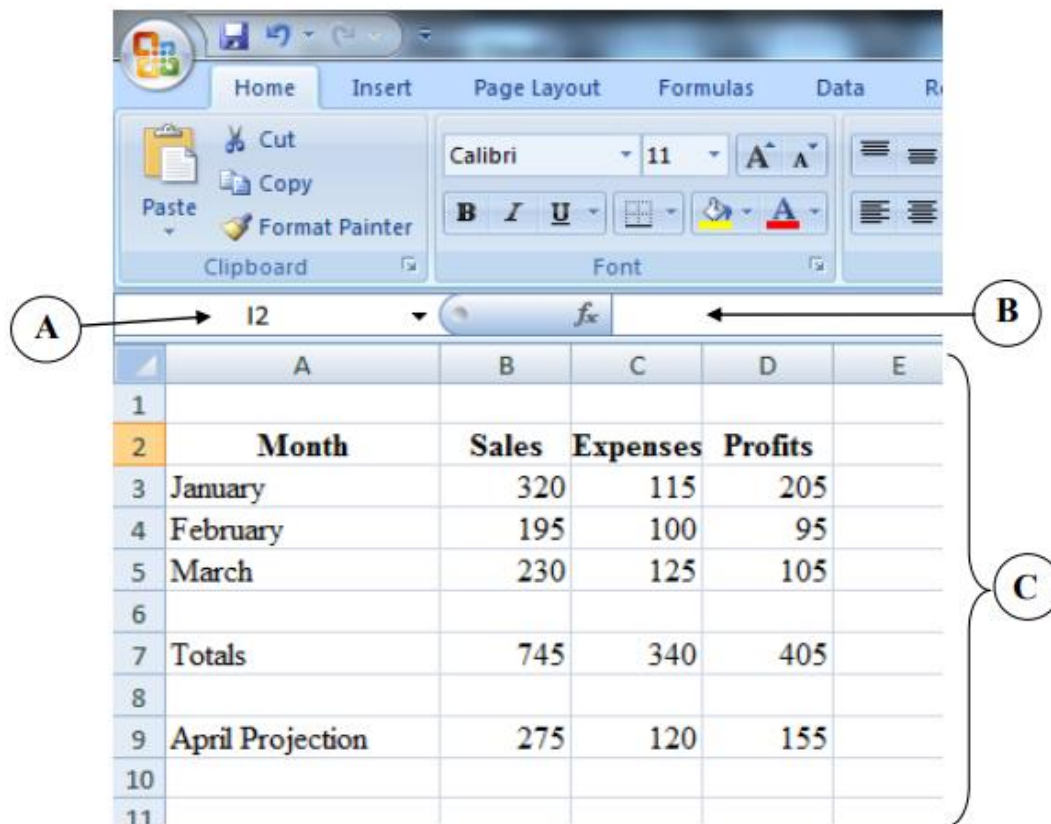 Home Insert Page Layout Formulas Data R
Cut
Calibri 11 A A
Copy
Paste
B I U A
Format Painter
Clipboard Font
A I2 fx B
A B C D E
1
2 Month Sales Expenses Profits
3 January 320 115 205
4 February 195 100 95
5 March 230 125 105
C
6
7 Totals 745 340 405
8
9 April Projection 275 120 155
10
11